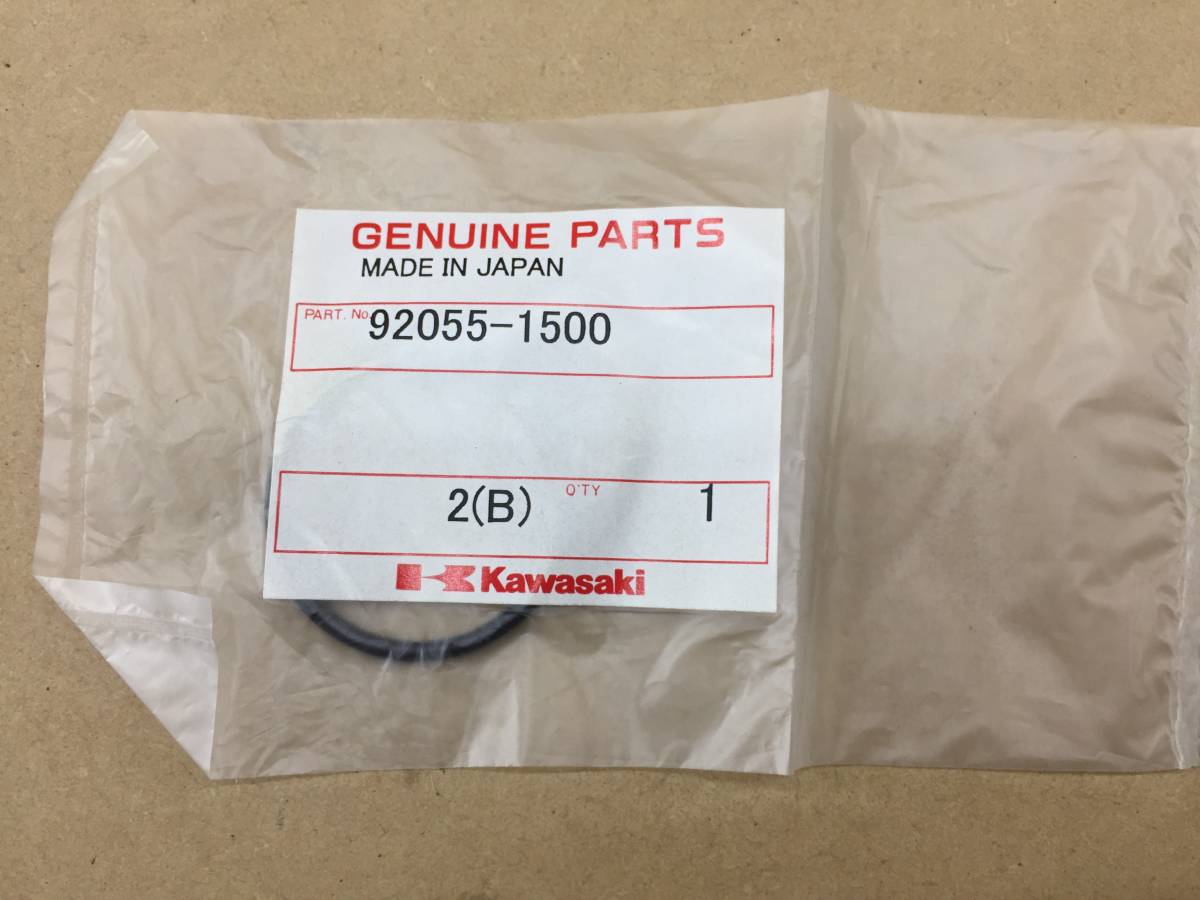 GENUINE PARTS
MADE IN JAPAN
PART. No. 92055-1500
2(B) Q'TY 1
Kawasaki